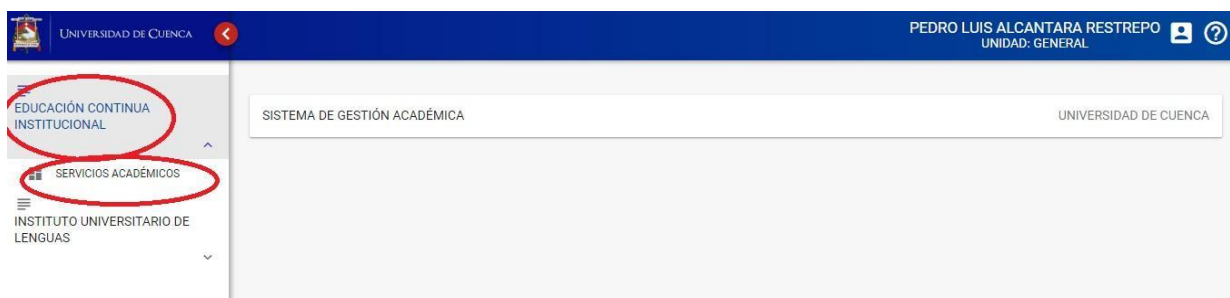 UNIVERSIDAD DE CUENCA
PEDRO LUIS ALCANTARA RESTREPO
UNIDAD: GENERAL
EDUCACIÓN CONTINUA
INSTITUCIONAL
SERVICIOS ACADÉMICOS
INSTITUTO UNIVERSITARIO DE
LENGUAS
SISTEMA DE GESTIÓN ACADÉMICA
UNIVERSIDAD DE CUENCA